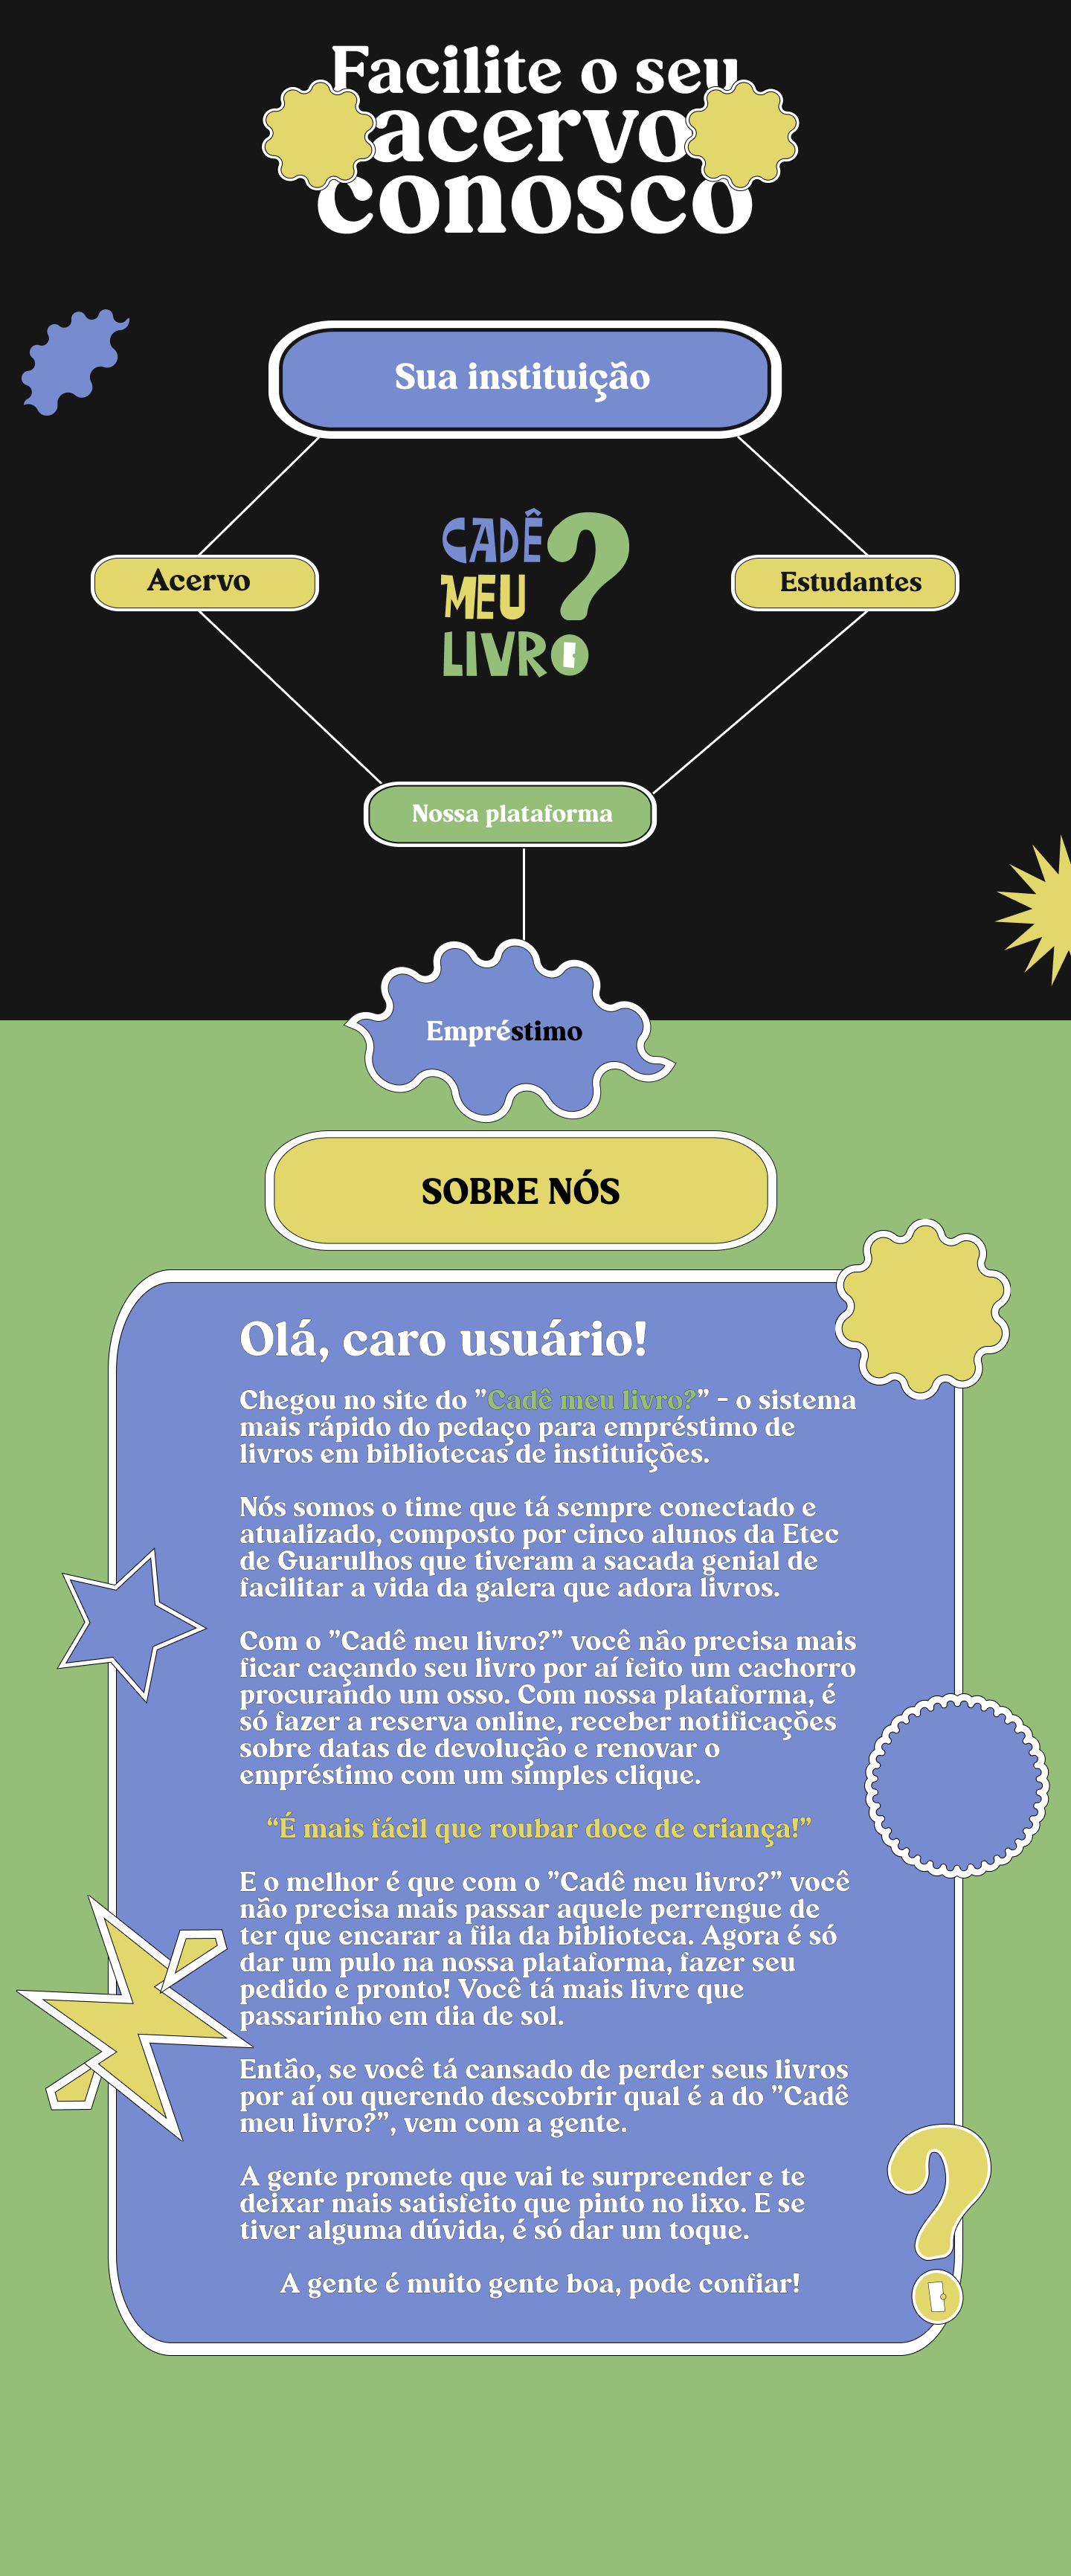 Facilite o seu
acervo
conosco
Sua instituição
CADÊ
MEU
LIVRO?
Acervo
Estudantes
Nossa plataforma
Empréstimo
SOBRE NÓS
Olá, caro usuário!
Chegou no site do ”Cadê meu livro?” - o sistema
mais rápido do pedaço para empréstimo de
livros em bibliotecas de instituições.
Nós somos o time que tá sempre conectado e
atualizado, composto por cinco alunos da Etec
de Guarulhos que tiveram a sacada genial de
facilitar a vida da galera que adora livros.
Com o ”Cadê meu livro?” você não precisa mais
ficar caçando seu livro por aí feito um cachorro
procurando um osso. Com nossa plataforma, é
só fazer a reserva online, receber notificações
sobre datas de devolução e renovar o
empréstimo com um simples clique.
“É mais fácil que roubar doce de criança!”
E o melhor é que com o ”Cadê meu livro?” você
não precisa mais passar aquele perrengue de
ter que encarar a fila da biblioteca. Agora é só
dar um pulo na nossa plataforma, fazer seu
pedido e pronto! Você tá mais livre que
passarinho em dia de sol.
Então, se você tá cansado de perder seus livros
por aí ou querendo descobrir qual é a do ”Cadê
meu livro?”, vem com a gente.
A gente promete que vai te surpreender e te
deixar mais satisfeito que pinto no lixo. E se
tiver alguma dúvida, é só dar um toque.
A gente é muito gente boa, pode confiar!
?